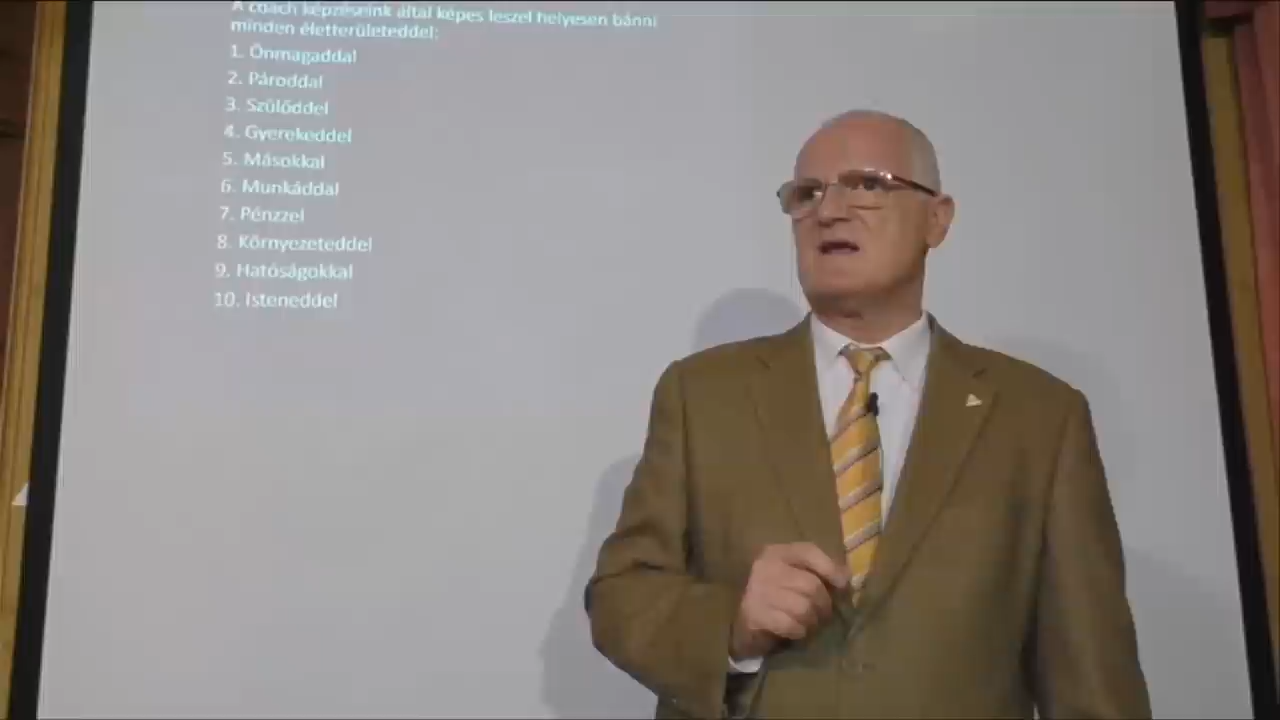 A coach képzéseink által képes leszel helyesen bánni
minden életterületeddel:
1. Önmagaddal
2. Pároddal
3. Szülőddel
4. Gyerekeddel
5. Másokkal
6. Munkáddal
7. Pénzzel
8. Környezeteddel
9. Hatóságokkal
10. Isteneddel